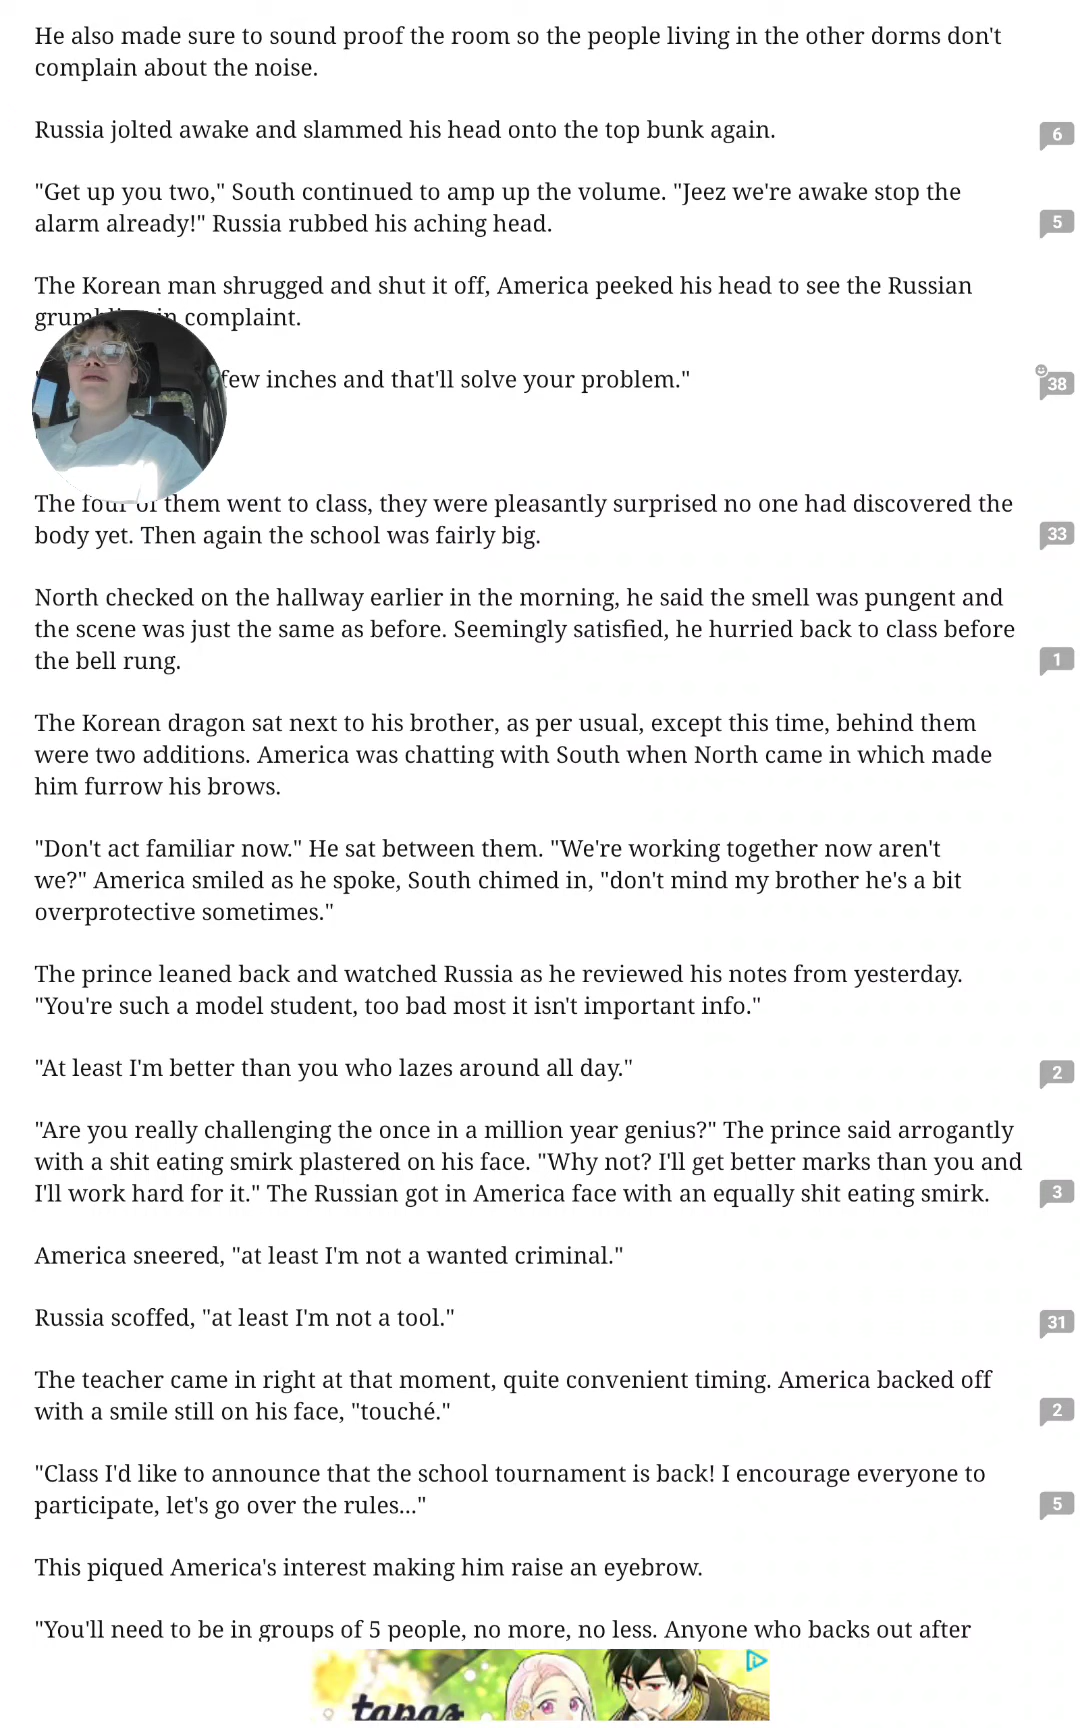 He also made sure to sound proof the room so the people living in the other dorms don't
complain about the noise.
Russia jolted awake and slammed his head onto the top bunk again.
6
"Get up you two," South continued to amp up the volume. "Jeez we're awake stop the
alarm already!" Russia rubbed his aching head.
5
The Korean man shrugged and shut it off, America peeked his head to see the Russian
in complaint.
few inches and that'll solve your problem."
38
The four of them went to class, they were pleasantly surprised no one had discovered the
body yet. Then again the school was fairly big.
33
North checked on the hallway earlier in the morning, he said the smell was pungent and
the scene was just the same as before. Seemingly satisfied, he hurried back to class before
the bell rung.
1
The Korean dragon sat next to his brother, as per usual, except this time, behind them
were two additions. America was chatting with South when North came in which made
him furrow his brows.
"Don't act familiar now." He sat between them. "We're working together now aren't
we?" America smiled as he spoke, South chimed in, "don't mind my brother he's a bit
overprotective sometimes."
The prince leaned back and watched Russia as he reviewed his notes from yesterday.
"You're such a model student, too bad most it isn't important info."
"At least I'm better than you who lazes around all day."
2
"Are you really challenging the once in a million year genius?" The prince said arrogantly
with a shit eating smirk plastered on his face. "Why not? I'll get better marks than you and
I'll work hard for it." The Russian got in America face with an equally shit eating smirk.
3
America sneered, "at least I'm not a wanted criminal."
Russia scoffed, "at least I'm not a tool."
31
The teacher came in right at that moment, quite convenient timing. America backed off
with a smile still on his face, "touché."
2
"Class I'd like to announce that the school tournament is back! I encourage everyone to
participate, let's go over the rules..."
5
This piqued America's interest making him raise an eyebrow.
"You'll need to be in groups of 5 people, no more, no less. Anyone who backs out after
tapas